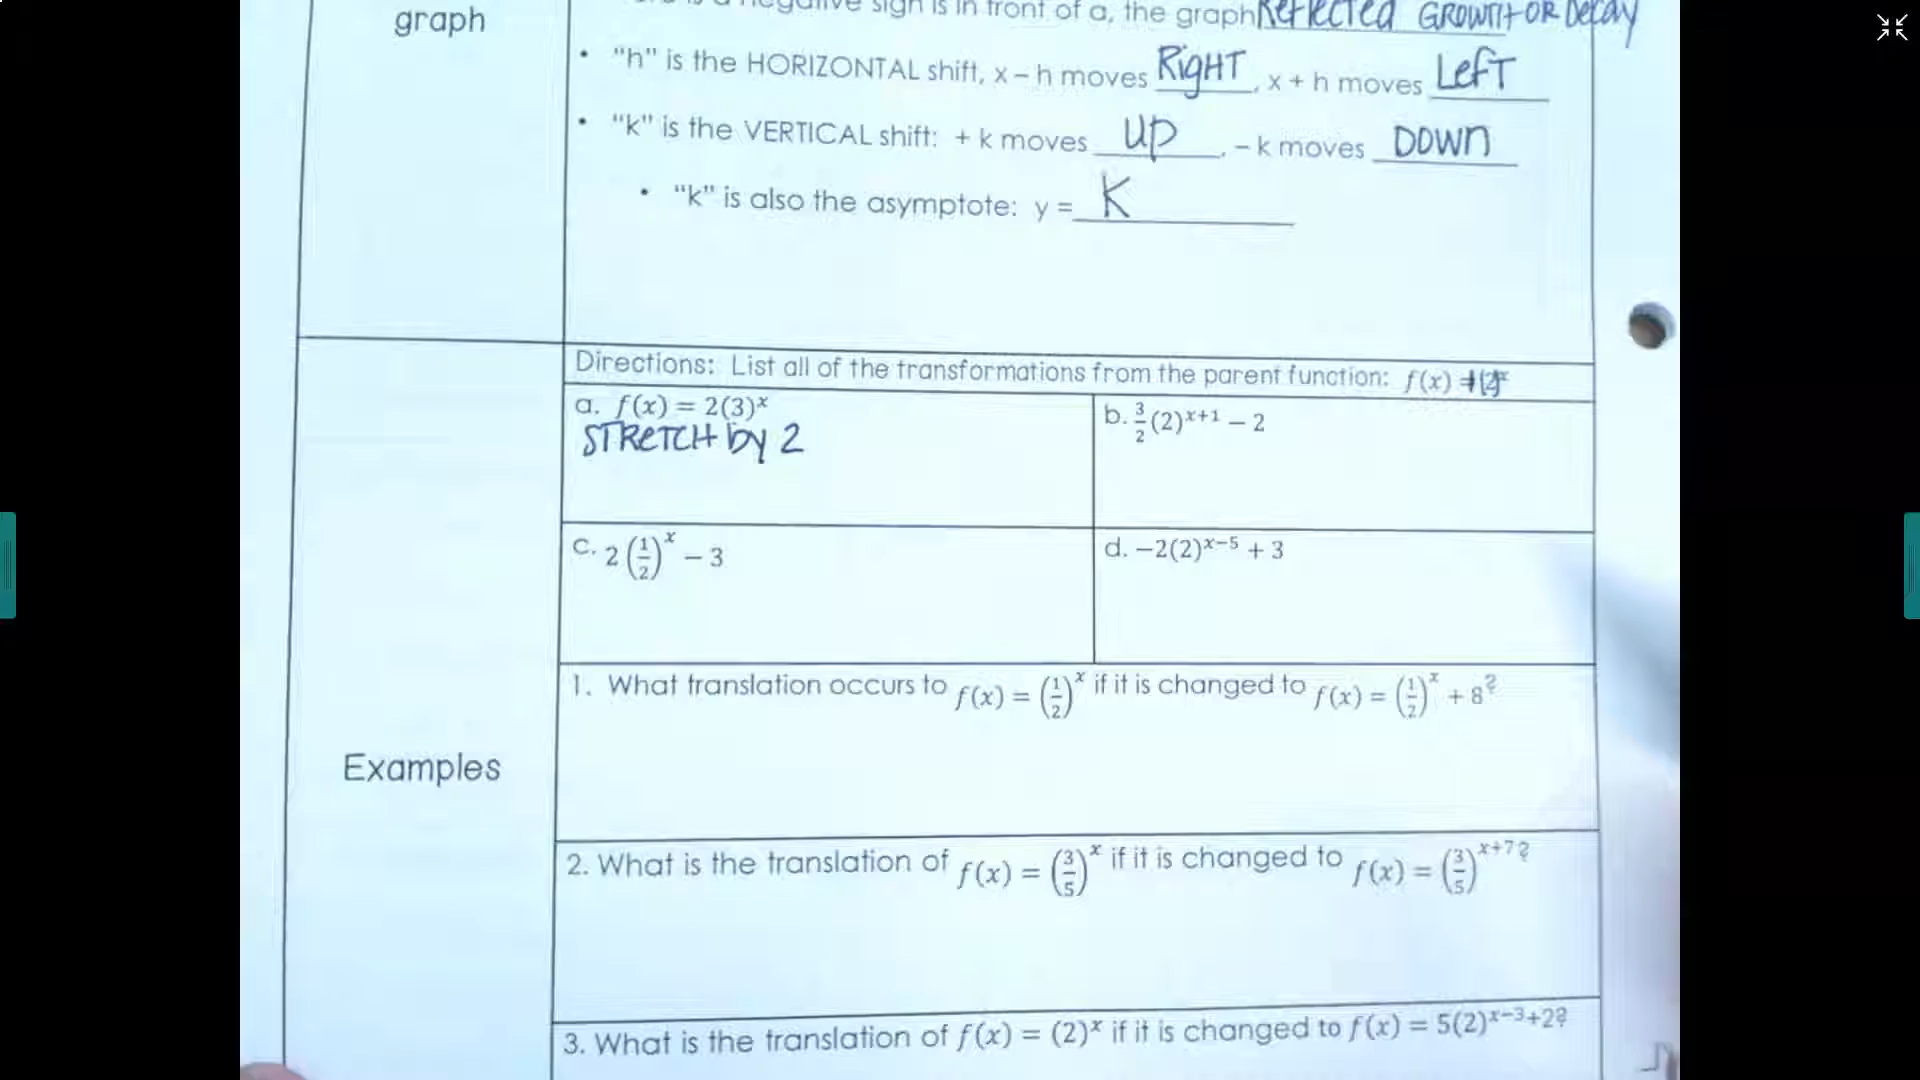 graph
negative sign is in front of a, the graph Reflected GROWTH OR Decay
• "h" is the HORIZONTAL shift, x – h moves RigHT, x + h moves LefT
• "k" is the VERTICAL shift: + k moves up, – k moves DOWN
• "k" is also the asymptote: y = K
Directions: List all of the transformations from the parent function: f(x) =
a. f(x) = 2(3)^x
STReTCH by 2
b. 3/2 (2)^{x+1} – 2
c. 2 (1/2)^x – 3
d. –2(2)^{x–5} + 3
1. What translation occurs to f(x) = (1/2)^x if it is changed to f(x) = (1/2)^x + 8?
Examples
2. What is the translation of f(x) = (3/5)^x if it is changed to f(x) = (3/5)^{x+7}?
3. What is the translation of f(x) = (2)^x if it is changed to f(x) = 5(2)^{x–3}+2?